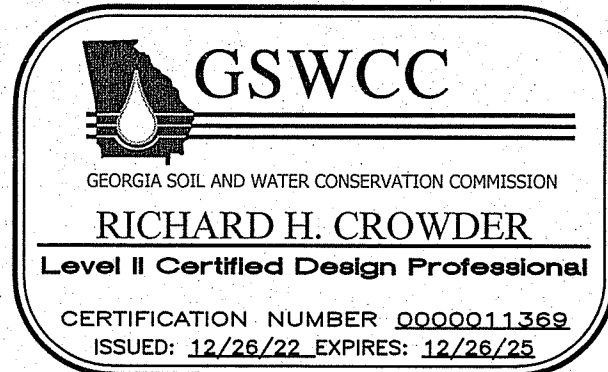 GSWCC
GEORGIA SOIL AND WATER CONSERVATION COMMISSION
RICHARD H. CROWDER
Level II Certified Design Professional
CERTIFICATION NUMBER 0000011369
ISSUED: 12/26/22 EXPIRES: 12/26/25